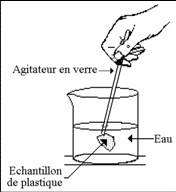 Agitateur en verre
Eau
Echantillon
de plastique